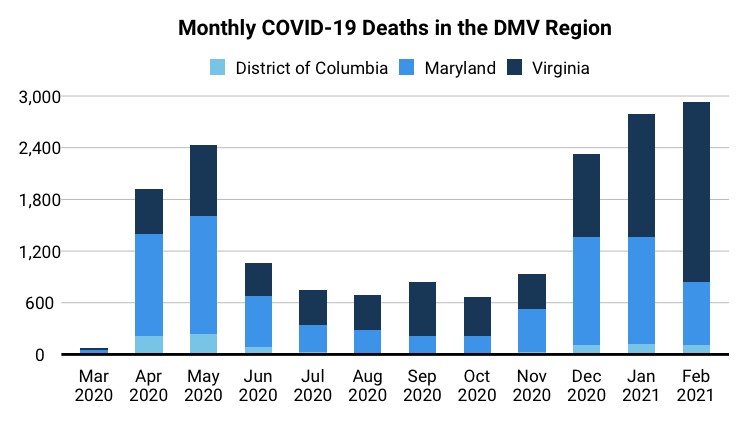 Monthly COVID-19 Deaths in the DMV Region
District of Columbia Maryland Virginia
3,000
2,400
1,800
1,200
600
0
Mar Apr May Jun Jul Aug Sep Oct Nov Dec Jan Feb
2020 2020 2020 2020 2020 2020 2020 2020 2020 2020 2021 2021